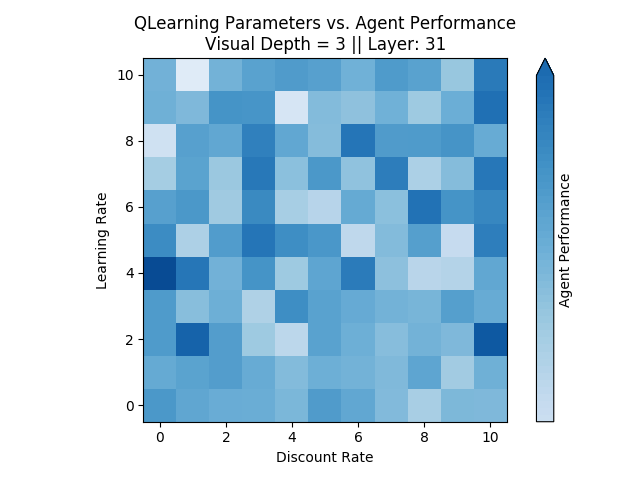 QLearning Parameters vs. Agent Performance
Visual Depth = 3 || Layer: 31
10
8
6
4
2
0
Learning Rate
0 2 4 6 8 10
Discount Rate
Agent Performance